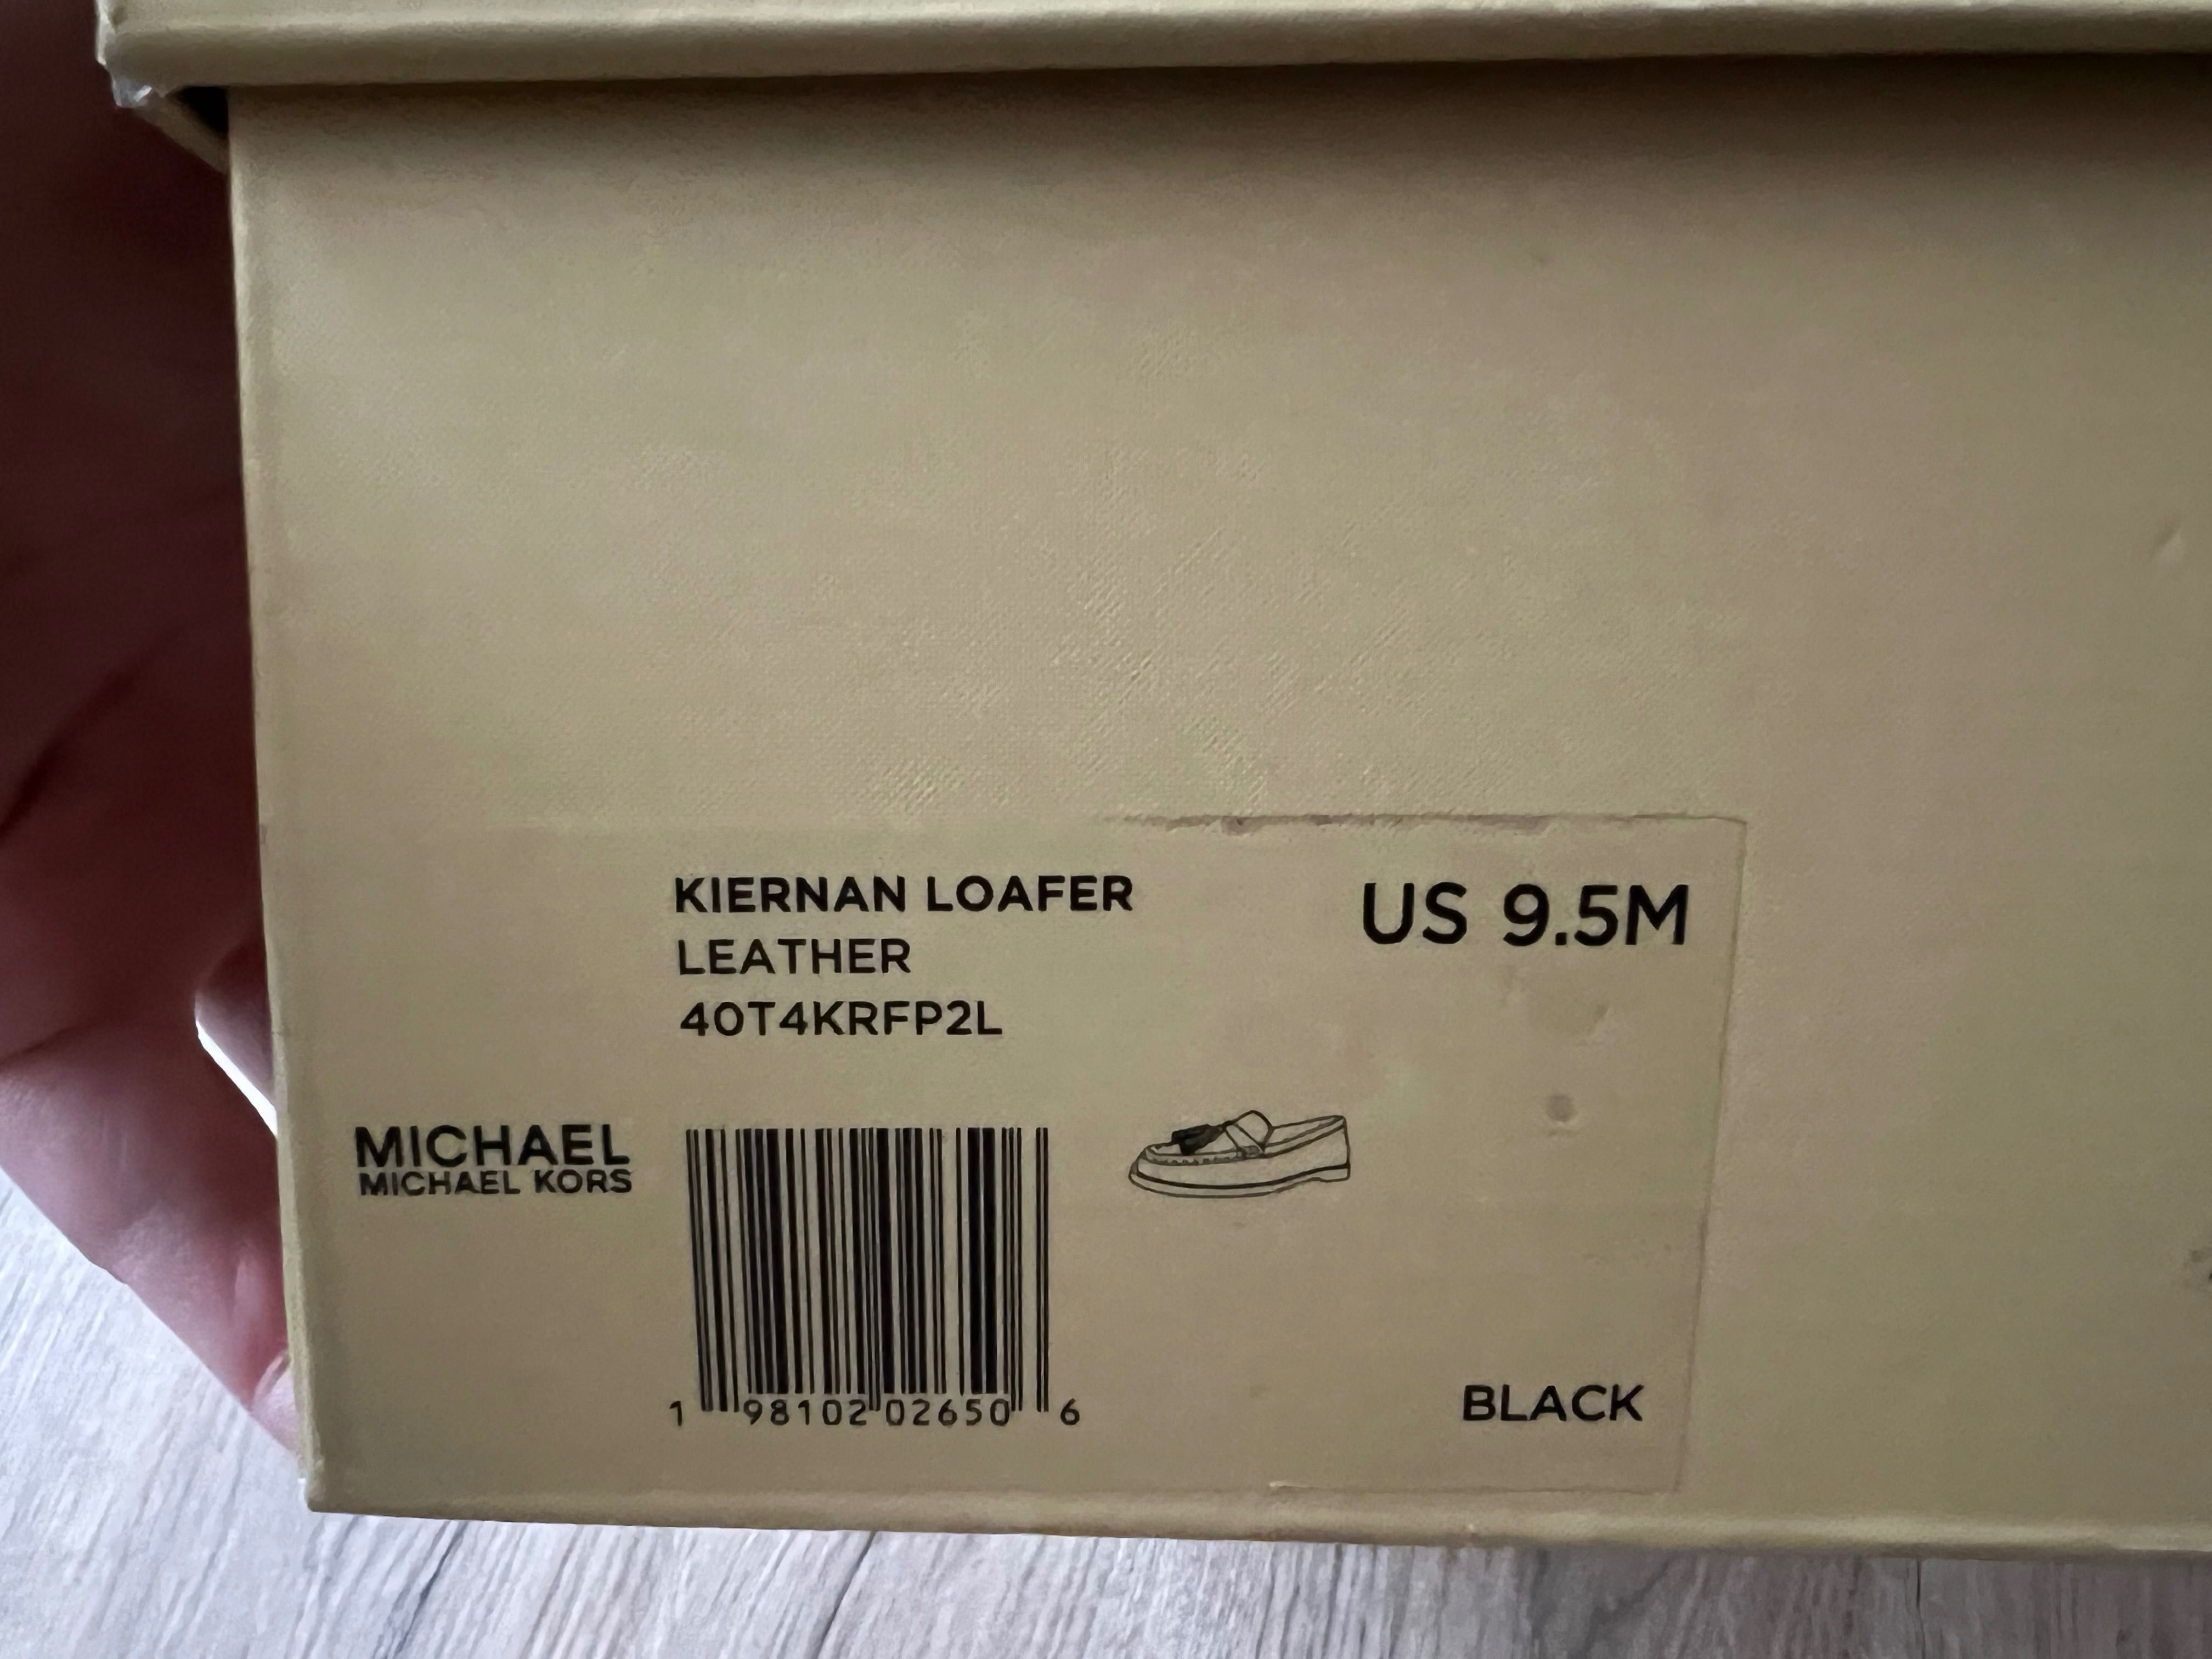 KIERNAN LOAFER
LEATHER
40T4KRFP2L
US 9.5M
MICHAEL
MICHAEL KORS
1 98102 02650 6
BLACK